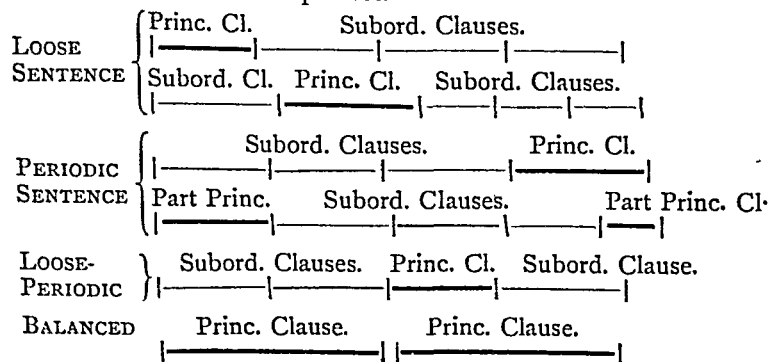 Princ. Cl. Subord. Clauses.
LOOSE
SENTENCE
Subord. Cl. Princ. Cl. Subord. Clauses.
Subord. Clauses. Princ. Cl.
PERIODIC
SENTENCE
Part Princ. Subord. Clauses. Part Princ. Cl.
LOOSE-
PERIODIC
Subord. Clauses. Princ. Cl. Subord. Clause.
BALANCED Princ. Clause. Princ. Clause.